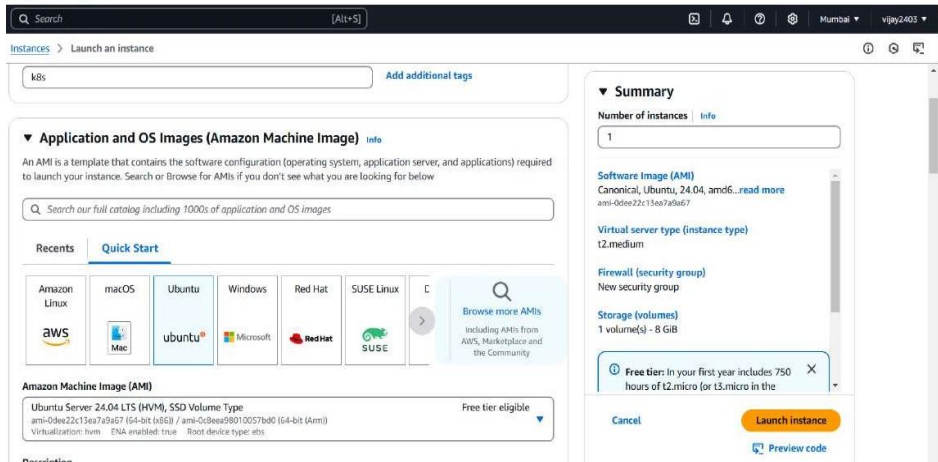 Search [Alt+S] Mumbai vijay2403
Instances > Launch an instance
k8s Add additional tags
Application and OS Images (Amazon Machine Image) Info
An AMI is a template that contains the software configuration (operating system, application server, and applications) required
to launch your instance. Search or Browse for AMIs if you don't see what you are looking for
below
Search our full catalog including 1000s of application and OS images
Recents Quick Start
Amazon
Linux
aws
macOS
Mac
Ubuntu
ubuntu
Windows
Microsoft
Red Hat
Red Hat
SUSE Linux
SUSE
Browse more AMIs
Including AMIs from
AWS, Marketplace and
the Community
Amazon Machine Image (AMI)
Ubuntu Server 24.04 LTS (HVM), SSD Volume Type Free tier eligible
ami-0dee22c13ea7a9a67 (64-bit (x86)) / ami-0c8eea98010057bd0 (64-bit (Arm))
Virtualization: hvm ENA enabled: true Root device type: ebs
Description
Summary
Number of instances Info
1
Software Image (AMI)
Canonical, Ubuntu, 24.04, amd6...read more
ami-0dee22c13ea7a9a67
Virtual server type (instance type)
t2.medium
Firewall (security group)
New security group
Storage (volumes)
1 volume(s) - 8 GiB
Free tier: In your first year includes 750
hours of t2.micro (or t3.micro in the
Cancel Launch instance
Preview code